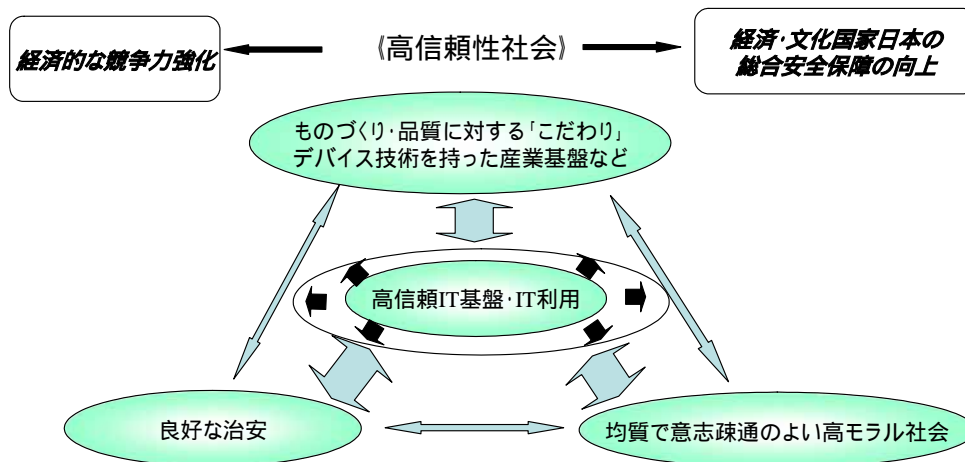 経済的な競争力強化
《高信頼性社会》
経済・文化国家日本の
総合安全保障の向上
ものづくり・品質に対する「こだわり」
デバイス技術を持った産業基盤など
高信頼IT基盤・IT利用
良好な治安
均質で意志疎通のよい高モラル社会